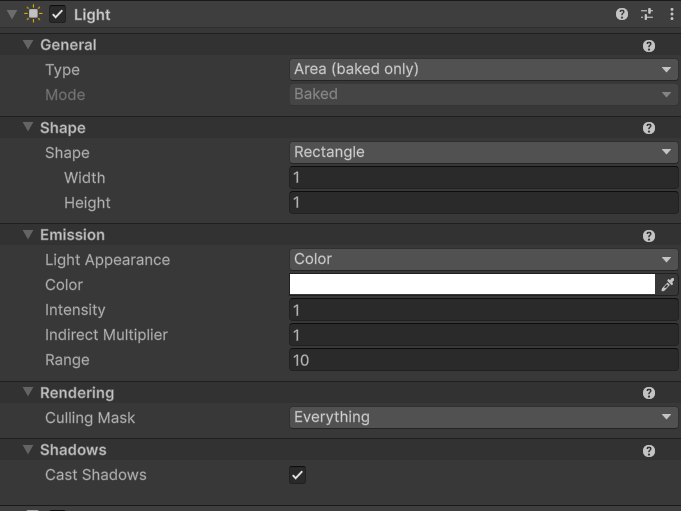 Light
General
Type Area (baked only)
Mode Baked
Shape
Shape Rectangle
Width 1
Height 1
Emission
Light Appearance Color
Color
Intensity 1
Indirect Multiplier 1
Range 10
Rendering
Culling Mask Everything
Shadows
Cast Shadows